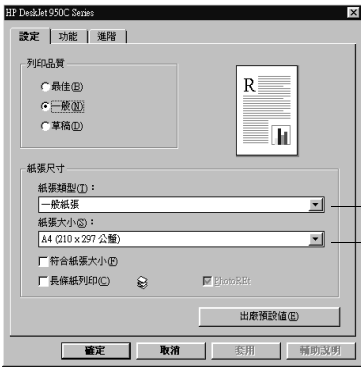 HP DeskJet 950C Series
設定 功能 進階
列印品質
最佳(B)
一般(N)
草稿(D)
R
紙張尺寸
紙張類型(T):
一般紙張
紙張大小(S):
A4 (210 x 297 公釐)
符合紙張大小(F)
長條紙列印(C) PhotoREt
出廠預設值(E)
確定 取消 套用 輔助說明